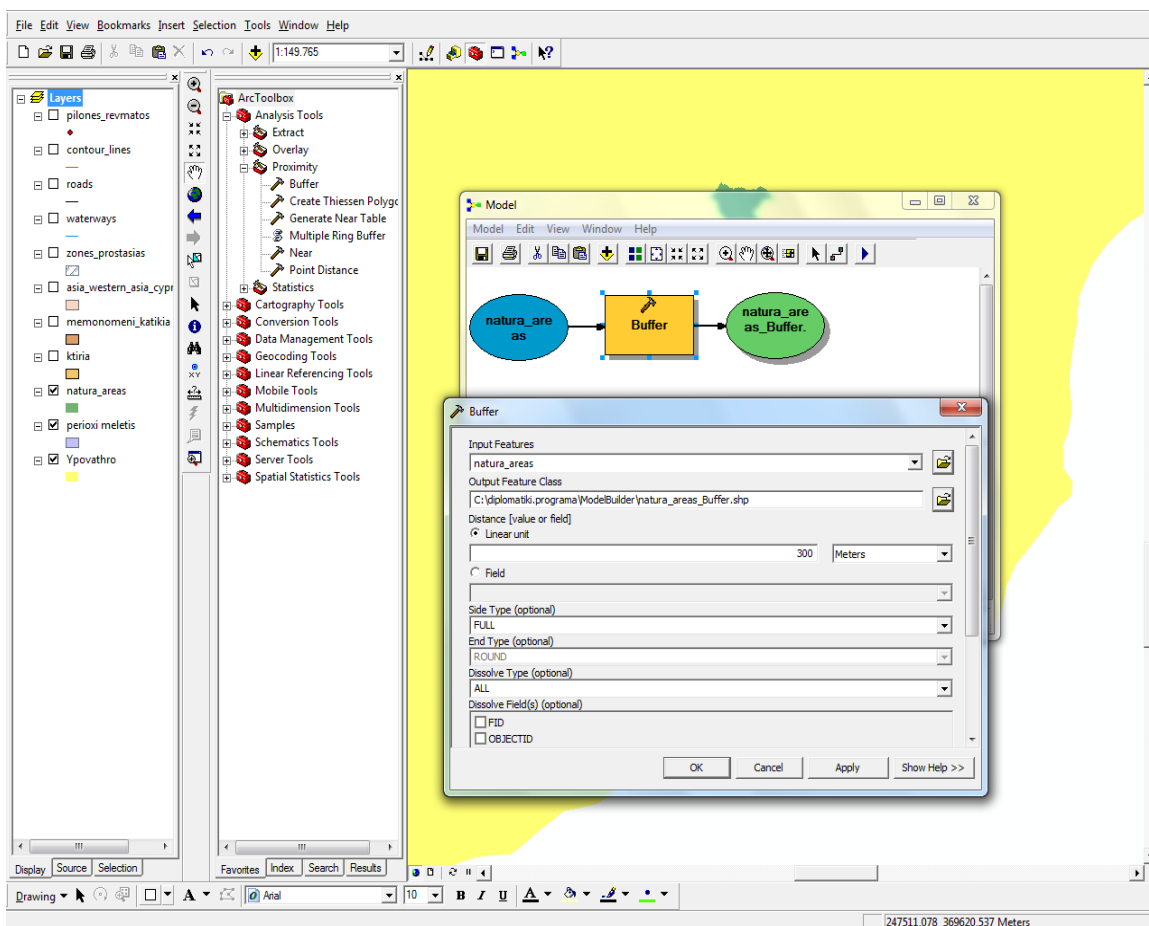 File Edit View Bookmarks Insert Selection Tools Window Help
1:149.765
Layers
pilones_revmatos
contour_lines
roads
waterways
zones_prostasias
asia_western_asia_cypr
memonomeni_katikia
ktiria
natura_areas
perioxi meletis
Ypovathro
Display Source Selection
ArcToolbox
Analysis Tools
Extract
Overlay
Proximity
Buffer
Create Thiessen Polygc
Generate Near Table
Multiple Ring Buffer
Near
Point Distance
Statistics
Cartography Tools
Conversion Tools
Data Management Tools
Geocoding Tools
Linear Referencing Tools
Mobile Tools
Multidimension Tools
Samples
Schematics Tools
Server Tools
Spatial Statistics Tools
Favorites Index Search Results
Model
Model Edit View Window Help
natura_are
as
Buffer
natura_are
as_Buffer.
Buffer
Input Features
natura_areas
Output Feature Class
C:\diplomatiki.programa\ModelBuilder\natura_areas_Buffer.shp
Distance [value or field]
Linear unit
300 Meters
Field
Side Type (optional)
FULL
End Type (optional)
ROUND
Dissolve Type (optional)
ALL
Dissolve Field(s) (optional)
FID
OBJECTID
OK Cancel Apply Show Help >>
Drawing A Arial 10 B I U A
247511,078 369620,537 Meters